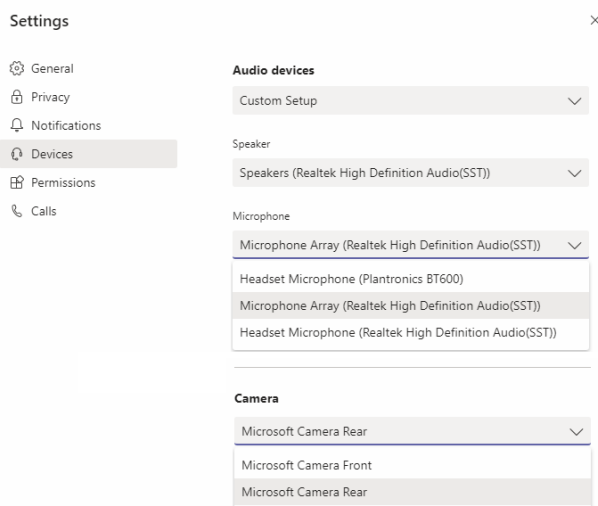 Settings
General
Privacy
Notifications
Devices
Permissions
Calls
Audio devices
Custom Setup
Speaker
Speakers (Realtek High Definition Audio(SST))
Microphone
Microphone Array (Realtek High Definition Audio(SST))
Headset Microphone (Plantronics BT600)
Microphone Array (Realtek High Definition Audio(SST))
Headset Microphone (Realtek High Definition Audio(SST))
Camera
Microsoft Camera Rear
Microsoft Camera Front
Microsoft Camera Rear